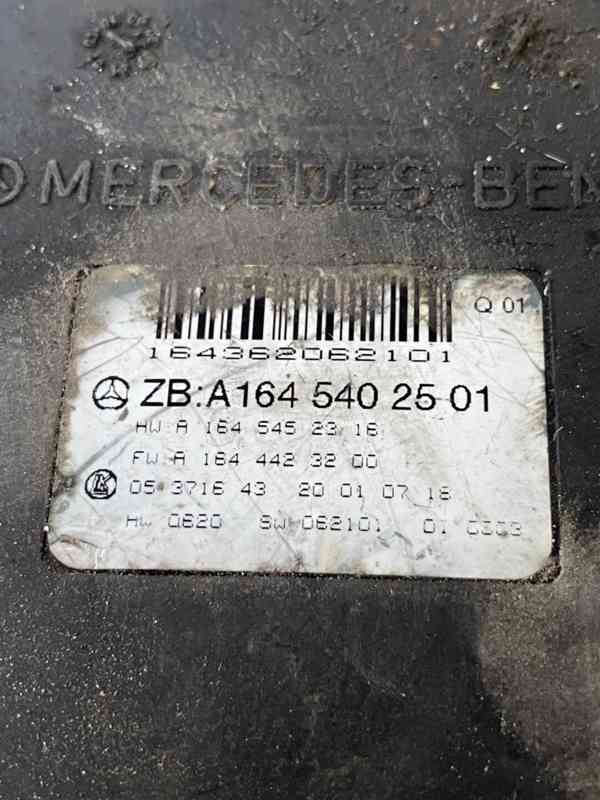 MERCEDES-BEN
Q 01
164362062101
ZB:A164 540 25 01
HW A 164 545 23 16
FW A 164 442 32 00
05 3716 43 20 01 07 18
HW 0620 SW 062101 01 0303